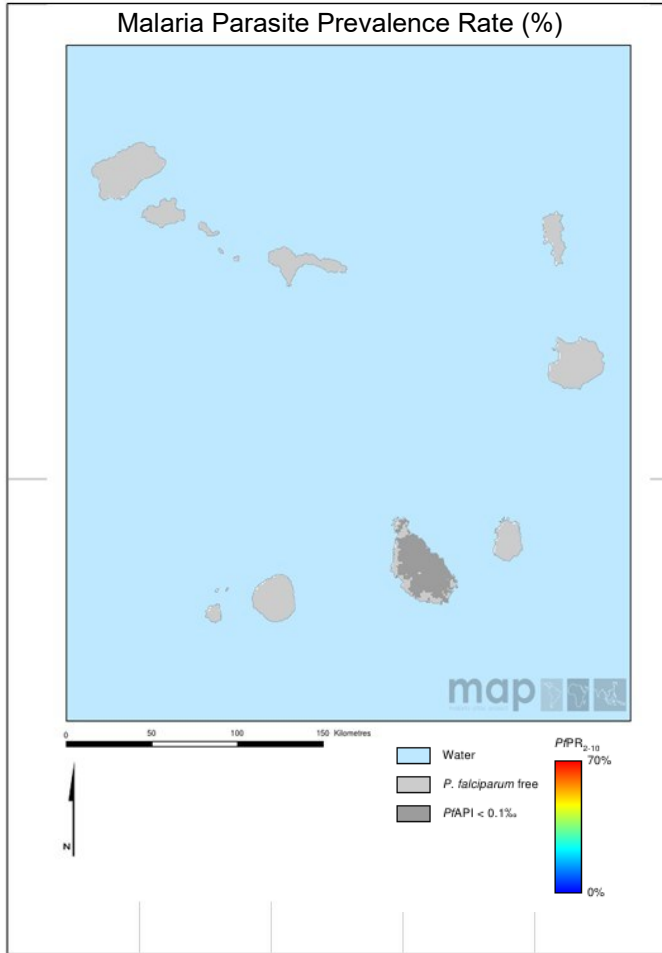 Malaria Parasite Prevalence Rate (%)
map
0 50 100 150 Kilometres
N
Water
P. falciparum free
PfAPI < 0.1‰
PfPR2-10
70%
0%